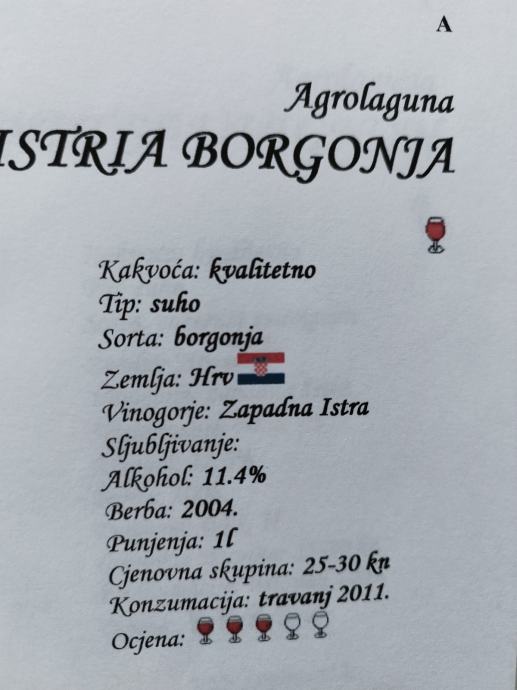 A
Agrolaguna
ISTRIA BORGONJA
Kakvoća: kvalitetno
Tip: suho
Sorta: borgonja
Zemlja: Hrv
Vinogorje: Zapadna Istra
Sljubljivanje:
Alkohol: 11.4%
Berba: 2004.
Punjenja: 1l
Cjenovna skupina: 25-30 kn
Konzumacija: travanj 2011.
Ocjena: